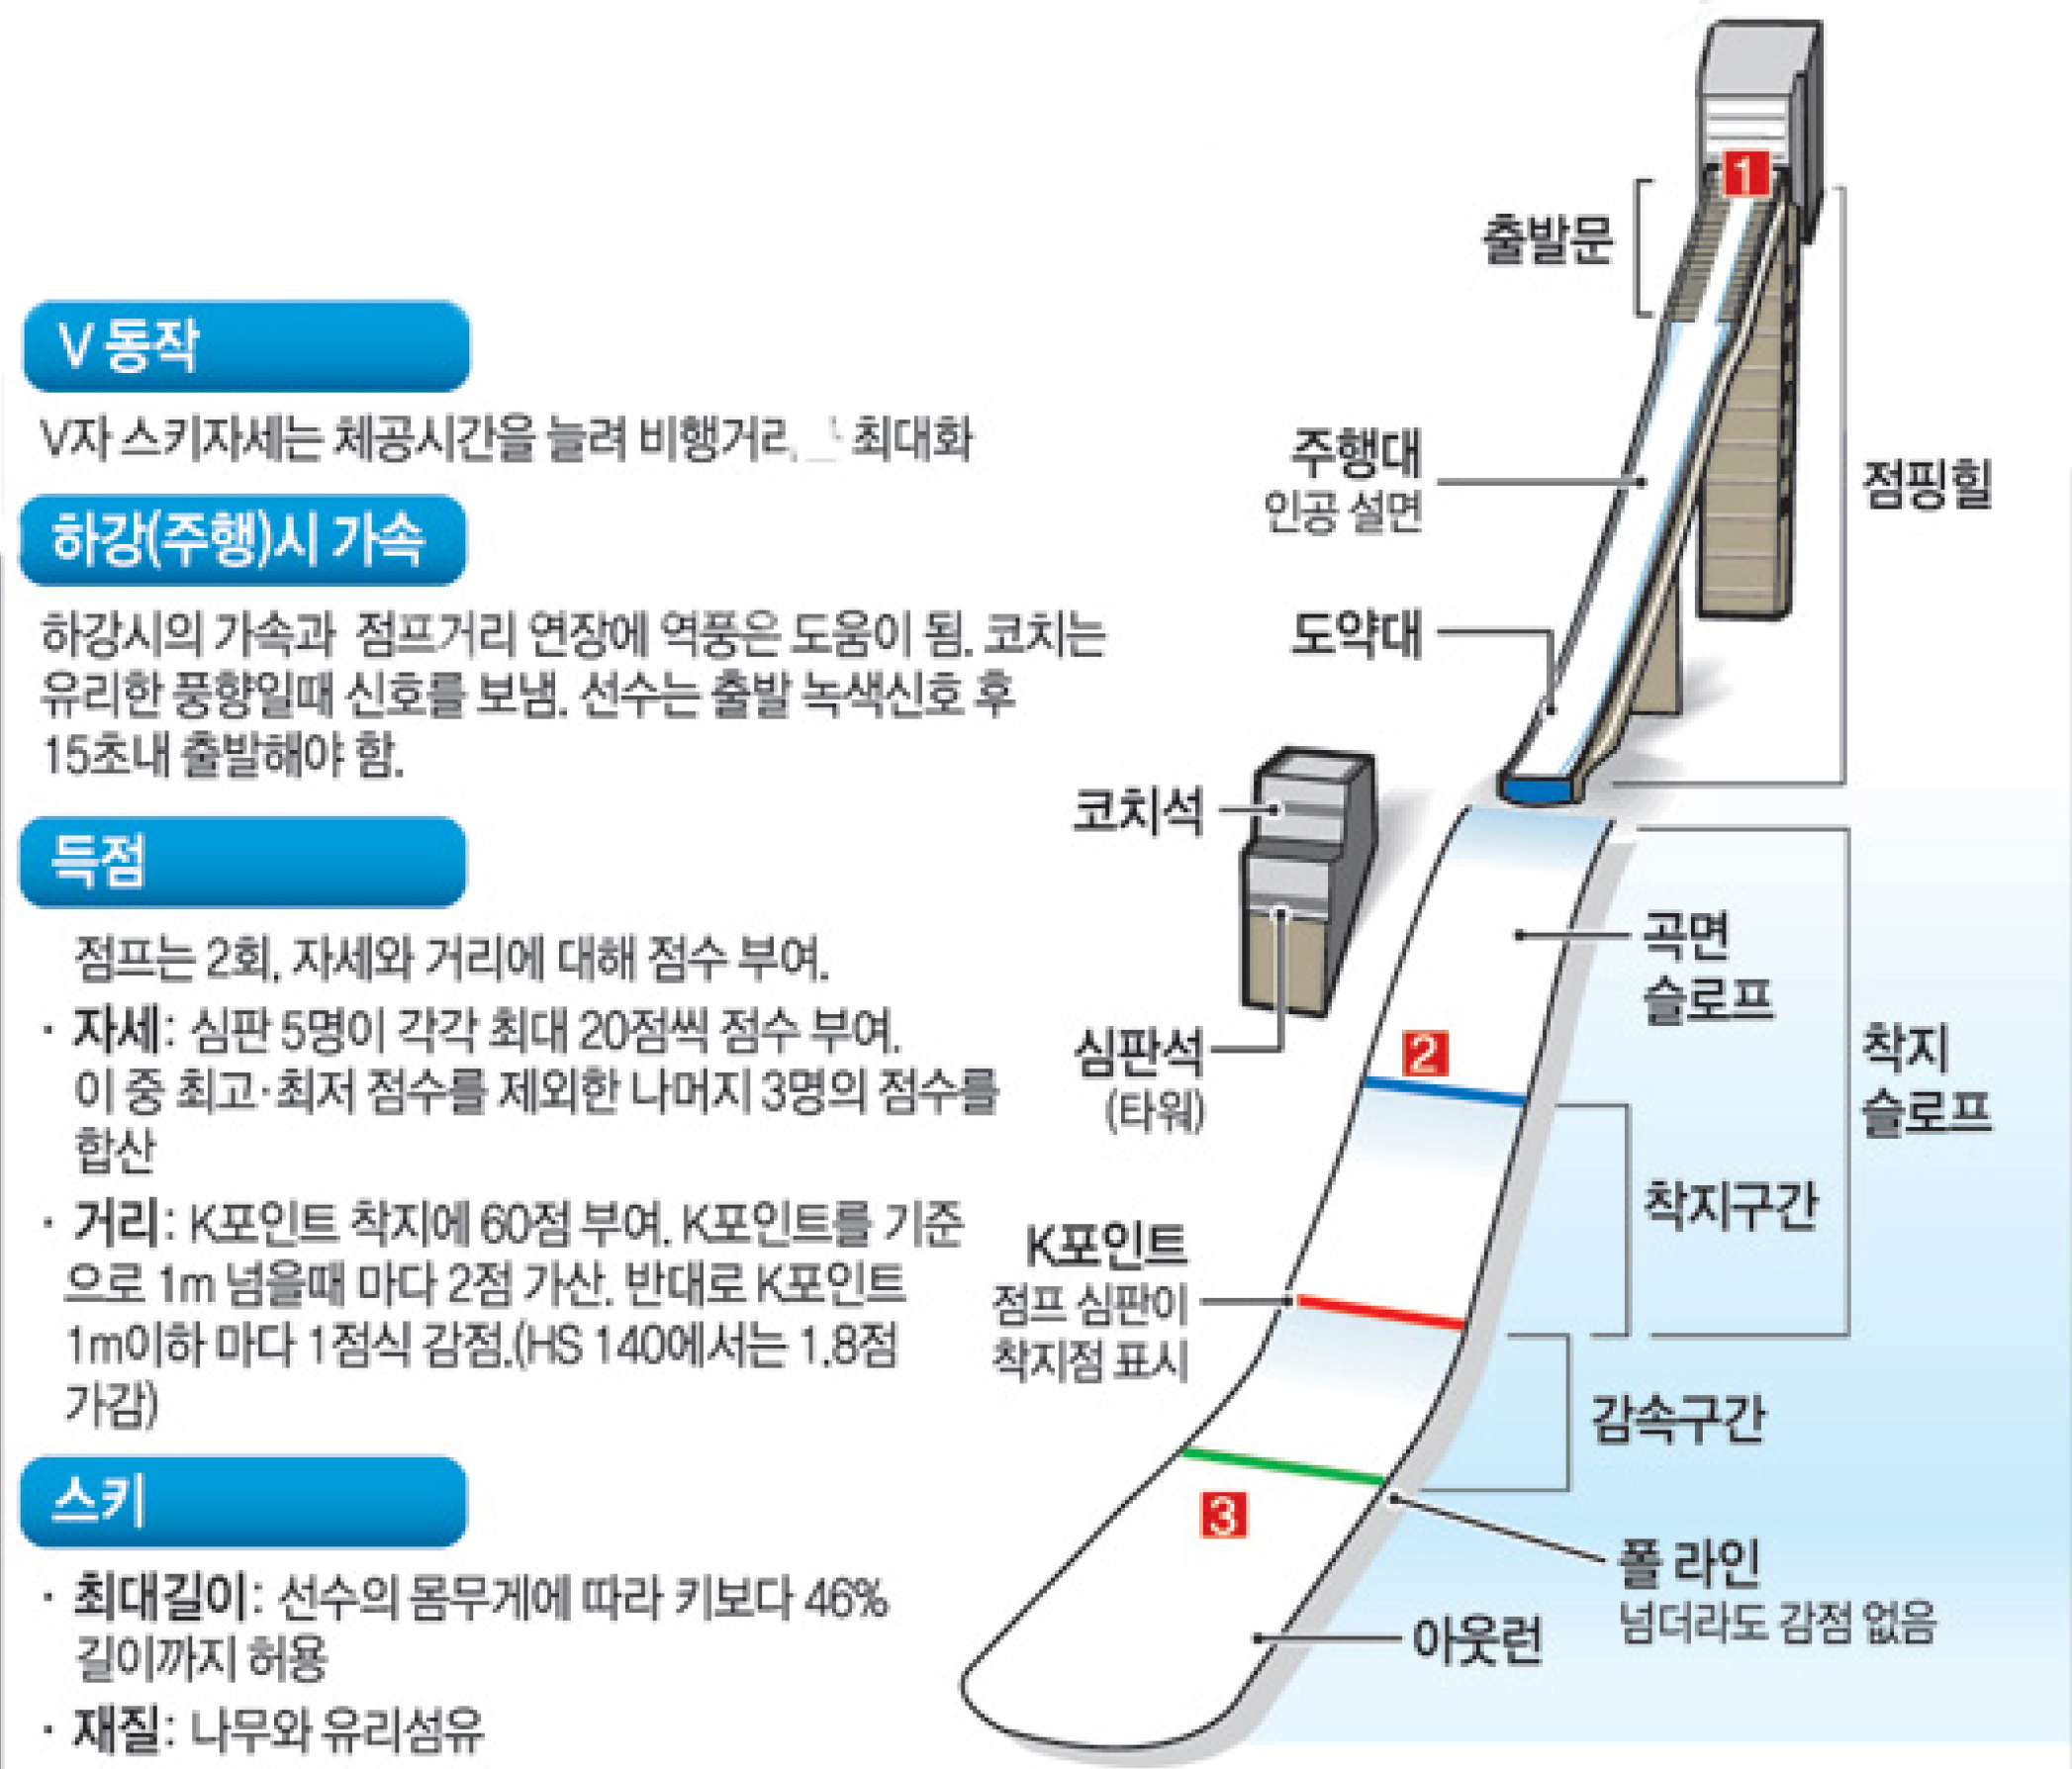 V 동작
V자 스키자세는 체공시간을 늘려 최대화
하강(주행)시 가속
하강시의 가속과 점프거리 연장에 역풍은 도움이 됨. 코치는
유리한 풍향일때 신호를 보냄. 선수는 출발 녹색신호 후
15초내 출발해야 함.
득점
점프는 2회, 자세와 거리에 대해 점수 부여.
· 자세: 심판 5명이 각각 최대 20점씩 점수 부여.
이 중 최고·최저 점수를 제외한 나머지 3명의 점수를
합산
· 거리: K포인트 착지에 60점 부여. K포인트를 기준
으로 1m 넘을때 마다 2점 가산. 반대로 K포인트
1m이하 마다 1점식 감점.(HS 140에서는 1.8점
가감)
스키
· 최대길이: 선수의 몸무게에 따라 키보다 46%
길이까지 허용
· 재질: 나무와 유리섬유
1
출발문
주행대
인공 설면
점핑힐
도약대
코치석
심판석
(타워)
곡면
슬로프
2
착지
슬로프
착지구간
K포인트
점프 심판이
착지점 표시
감속구간
3
폴 라인
넘더라도 감점 없음
아웃런